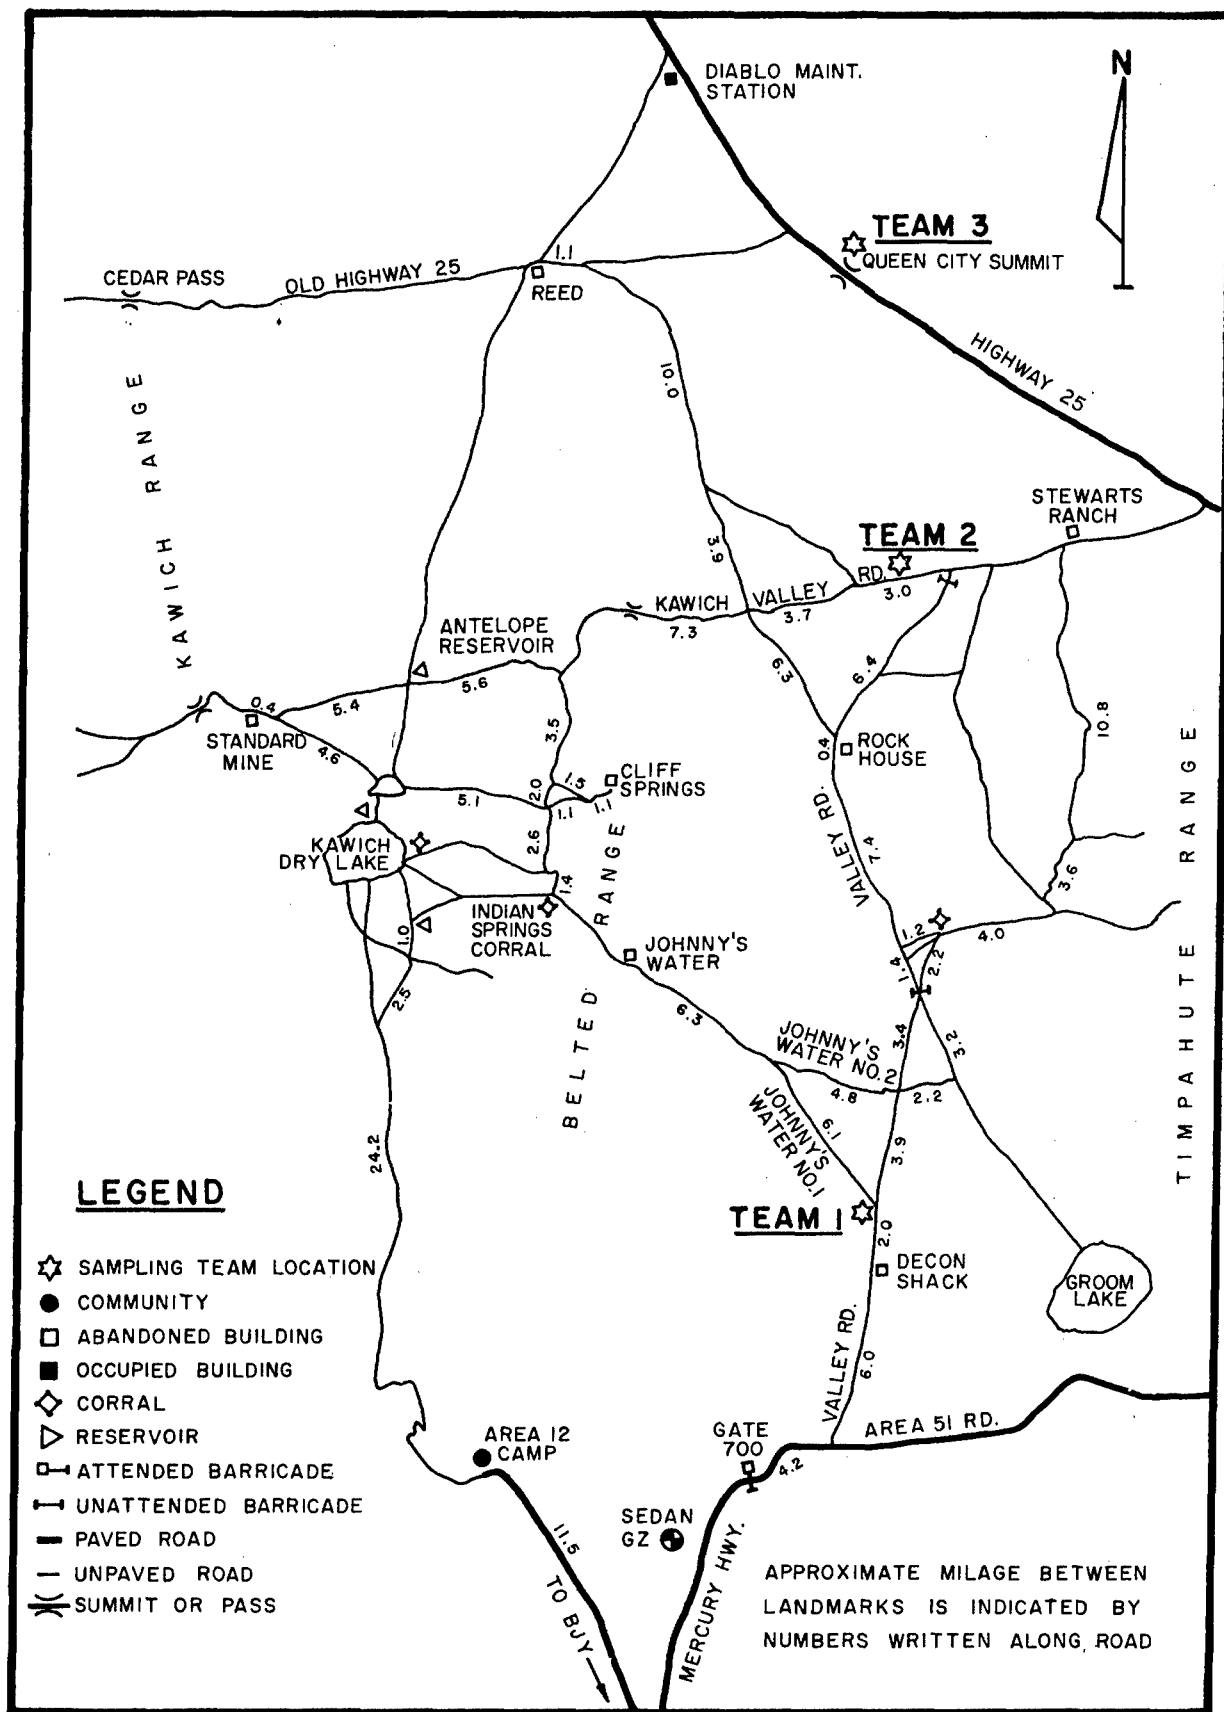 DIABLO MAINT.
STATION
N
TEAM 3
QUEEN CITY SUMMIT
1.1
CEDAR PASS
OLD HIGHWAY 25
REED
HIGHWAY 25
10.0
KAWICH RANGE
STEWARTS
RANCH
TEAM 2
3.9
KAWICH VALLEY RD.
3.0
7.3
3.7
ANTELOPE
RESERVOIR
6.3
6.4
5.6
5.4
0.4
10.8
STANDARD
MINE
4.6
3.5
0.4
ROCK
HOUSE
CLIFF
SPRINGS
1.5
2.0
5.1
1.1
1.1
VALLEY RD.
7.4
KAWICH
DRY LAKE
2.6
1.4
3.6
TIMPAHUTE RANGE
INDIAN
SPRINGS
CORRAL
1.0
BELTED RANGE
JOHNNY'S
WATER
1.2
4.0
1.4
2.2
2.5
6.3
JOHNNY'S
WATER NO.2
3.4
3.2
4.8
2.2
JOHNNY'S
WATER NO.1
6.1
3.9
24.2
TEAM 1
2.0
DECON
SHACK
GROOM
LAKE
VALLEY RD.
6.0
AREA 51 RD.
GATE
700
4.2
AREA 12
CAMP
SEDAN
GZ
11.5
TO BJY
MERCURY HWY.
LEGEND
SAMPLING TEAM LOCATION
COMMUNITY
ABANDONED BUILDING
OCCUPIED BUILDING
CORRAL
RESERVOIR
ATTENDED BARRICADE
UNATTENDED BARRICADE
PAVED ROAD
UNPAVED ROAD
SUMMIT OR PASS
APPROXIMATE MILAGE BETWEEN
LANDMARKS IS INDICATED BY
NUMBERS WRITTEN ALONG ROAD